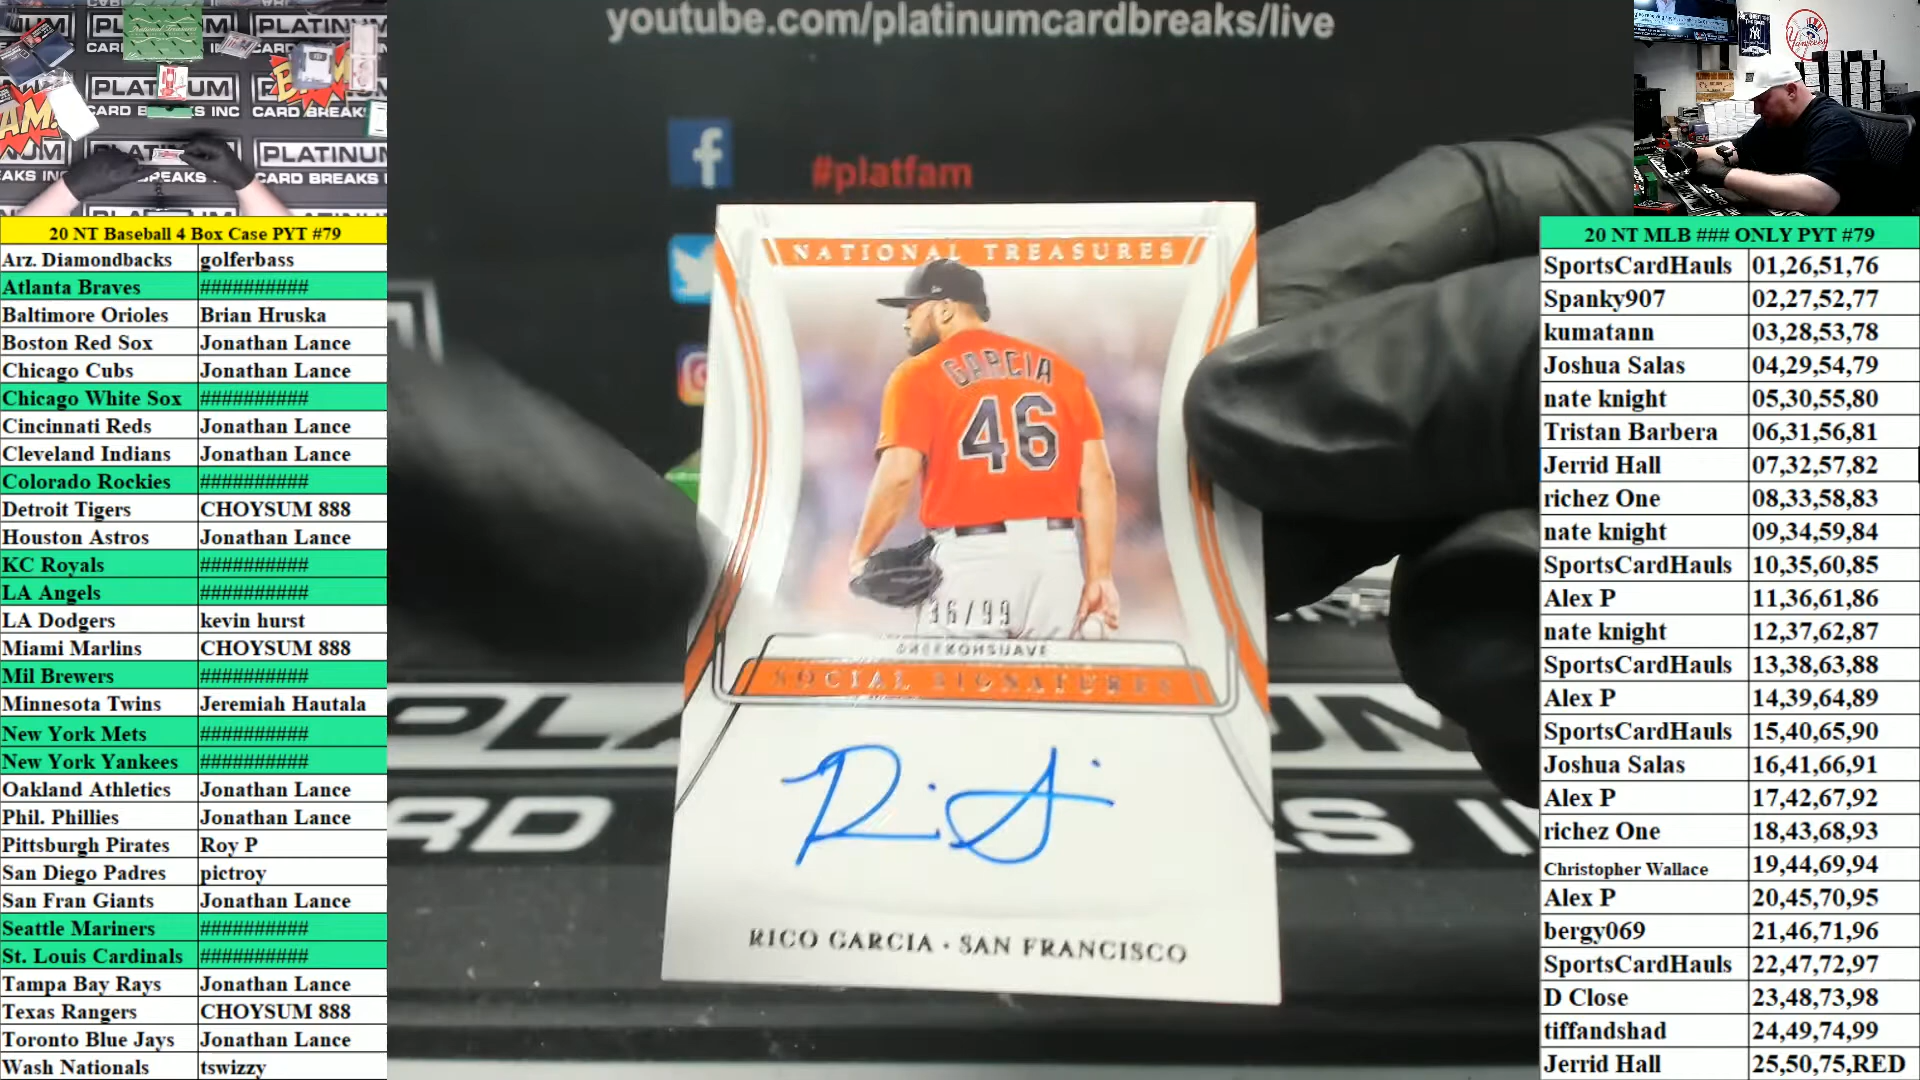 youtube.com/platinumcardbreaks/live
#platfam
NATIONAL TREASURES
GARCIA
46
36/99
@NEEKOHSUAVE
SOCIAL SIGNATURES
RICO GARCIA · SAN FRANCISCO
PLATINUM
CARD BREAKS INC
20 NT Baseball 4 Box Case PYT #79
Arz. Diamondbacks golferbass
Atlanta Braves ##########
Baltimore Orioles Brian Hruska
Boston Red Sox Jonathan Lance
Chicago Cubs Jonathan Lance
Chicago White Sox ##########
Cincinnati Reds Jonathan Lance
Cleveland Indians Jonathan Lance
Colorado Rockies ##########
Detroit Tigers CHOYSUM 888
Houston Astros Jonathan Lance
KC Royals ##########
LA Angels ##########
LA Dodgers kevin hurst
Miami Marlins CHOYSUM 888
Mil Brewers ##########
Minnesota Twins Jeremiah Hautala
New York Mets ##########
New York Yankees ##########
Oakland Athletics Jonathan Lance
Phil. Phillies Jonathan Lance
Pittsburgh Pirates Roy P
San Diego Padres pictroy
San Fran Giants Jonathan Lance
Seattle Mariners ##########
St. Louis Cardinals ##########
Tampa Bay Rays Jonathan Lance
Texas Rangers CHOYSUM 888
Toronto Blue Jays Jonathan Lance
Wash Nationals tswizzy
20 NT MLB ### ONLY PYT #79
SportsCardHauls 01,26,51,76
Spanky907 02,27,52,77
kumatann 03,28,53,78
Joshua Salas 04,29,54,79
nate knight 05,30,55,80
Tristan Barbera 06,31,56,81
Jerrid Hall 07,32,57,82
richez One 08,33,58,83
nate knight 09,34,59,84
SportsCardHauls 10,35,60,85
Alex P 11,36,61,86
nate knight 12,37,62,87
SportsCardHauls 13,38,63,88
Alex P 14,39,64,89
SportsCardHauls 15,40,65,90
Joshua Salas 16,41,66,91
Alex P 17,42,67,92
richez One 18,43,68,93
Christopher Wallace 19,44,69,94
Alex P 20,45,70,95
bergy069 21,46,71,96
SportsCardHauls 22,47,72,97
D Close 23,48,73,98
tiffandshad 24,49,74,99
Jerrid Hall 25,50,75,RED